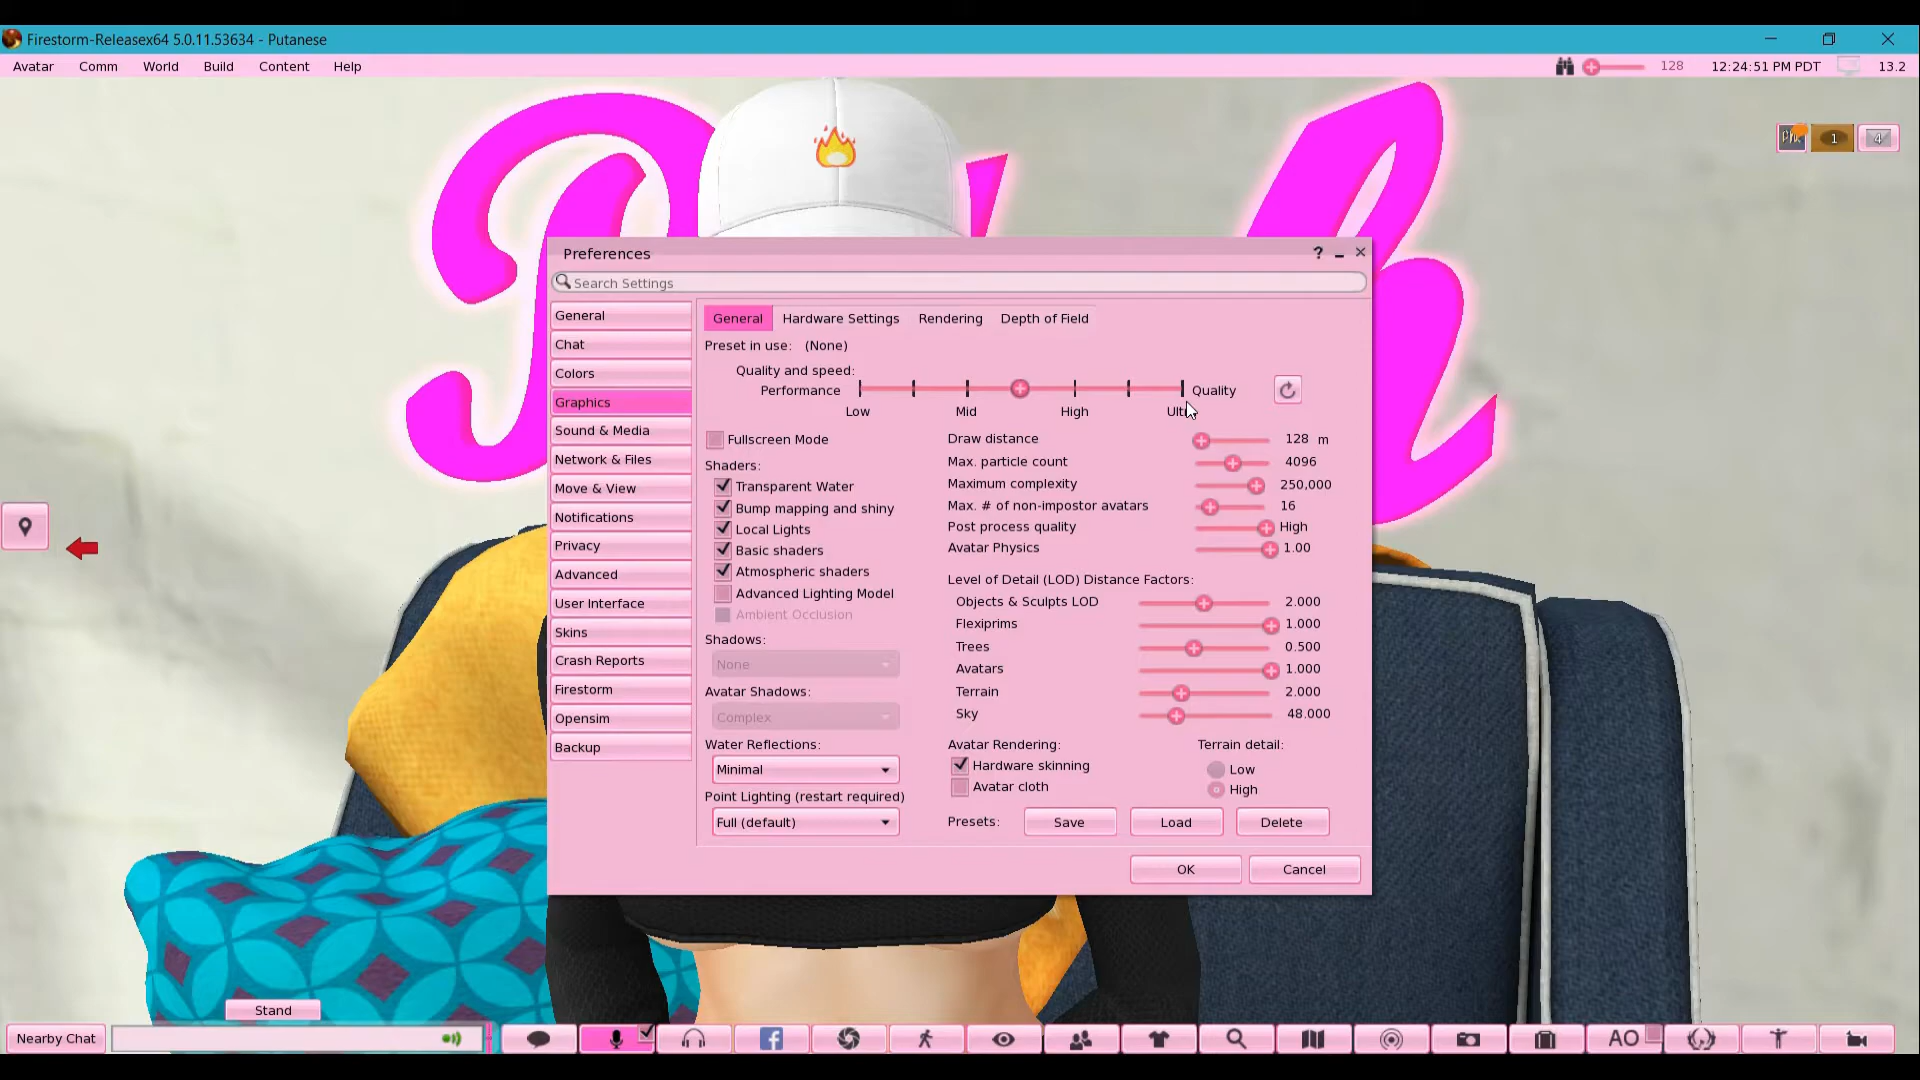 Firestorm-Releasex64 5.0.11.53634 - Putanese
Avatar Comm World Build Content Help 128 12:24:51 PM PDT 13.2
1 4
Preferences
Search Settings
General
Chat
Colors
Graphics
Sound & Media
Network & Files
Move & View
Notifications
Privacy
Advanced
User Interface
Skins
Crash Reports
Firestorm
Opensim
Backup
General Hardware Settings Rendering Depth of Field
Preset in use: (None)
Quality and speed:
Performance Quality
Low Mid High
Fullscreen Mode
Shaders:
Transparent Water
Bump mapping and shiny
Local Lights
Basic shaders
Atmospheric shaders
Advanced Lighting Model
Ambient Occlusion
Shadows:
None
Avatar Shadows:
Complex
Water Reflections:
Minimal
Point Lighting (restart required)
Full (default)
Draw distance 128 m
Max. particle count 4096
Maximum complexity 250,000
Max. # of non-impostor avatars 16
Post process quality High
Avatar Physics 1.00
Level of Detail (LOD) Distance Factors:
Objects & Sculpts LOD 2.000
Flexiprims 1.000
Trees 0.500
Avatars 1.000
Terrain 2.000
Sky 48.000
Avatar Rendering:
Hardware skinning
Avatar cloth
Terrain detail:
Low
High
Presets: Save Load Delete
OK Cancel
Stand
Nearby Chat
AO